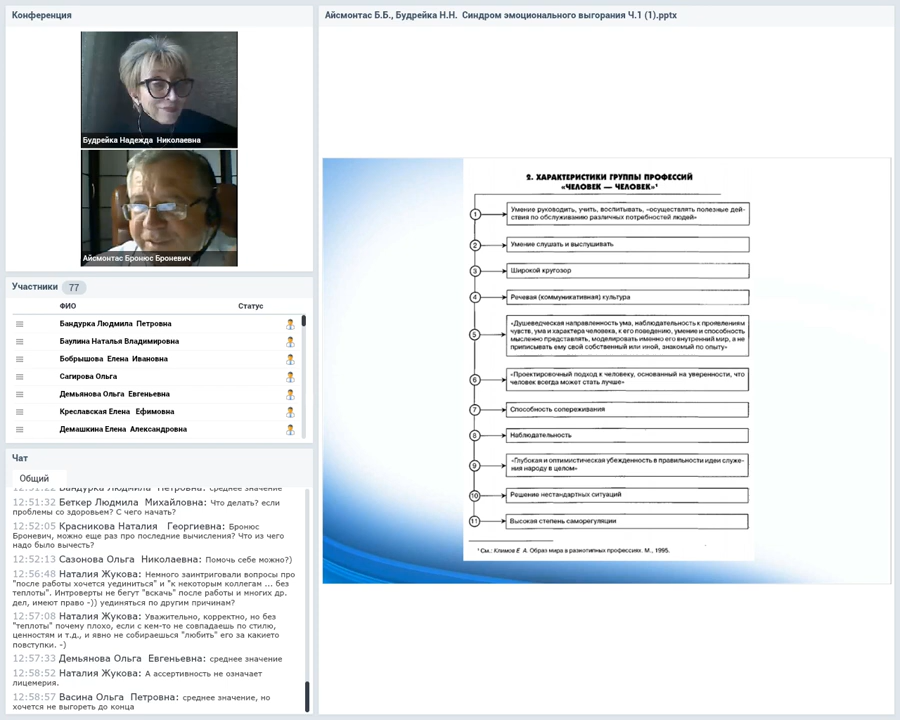 Конференция
Будрейка Надежда Николаевна
Айсмонтас Бронюс Броневич
Участники 77
ФИО Статус
Бандурка Людмила Петровна
Баулина Наталья Владимировна
Бобрышова Елена Ивановна
Сагирова Ольга
Демьянова Ольга Евгеньевна
Креславская Елена Ефимовна
Демашкина Елена Александровна
Чат
Общий
Бандурка Людмила Петровна: среднее значение
12:51:32 Беткер Людмила Михайловна: Что делать? если
проблемы со здоровьем? С чего начать?
12:52:05 Красникова Наталия Георгиевна: Бронюс
Броневич, можно еще раз про последние вычисления? Что из чего
надо было вычесть?
12:52:13 Сазонова Ольга Николаевна: Помочь себе можно?)
12:56:48 Наталия Жукова: Немного заинтриговали вопросы про
"после работы хочется уединиться" и "к некоторым коллегам ... без
теплоты". Интроверты не бегут "вскачь" после работы и многих др.
дел, имеют право -)) уединяться по другим причинам?
12:57:08 Наталия Жукова: Уважительно, корректно, но без
"теплоты" почему плохо, если с кем-то не совпадаешь по стилю,
ценностям и т.д., и явно не собираешься "любить" его за какието
поступки. -)
12:57:33 Демьянова Ольга Евгеньевна: среднее значение
12:58:52 Наталия Жукова: А ассертивность не означает
лицемерия.
12:58:57 Васина Ольга Петровна: среднее значение, но
хочется не выгореть до конца
Айсмонтас Б.Б., Будрейка Н.Н. Синдром эмоционального выгорания Ч.1 (1).pptx
2. ХАРАКТЕРИСТИКИ ГРУППЫ ПРОФЕССИЙ
«ЧЕЛОВЕК — ЧЕЛОВЕК»¹
1 Умение руководить, учить, воспитывать, «осуществлять полезные дей-
ствия по обслуживанию различных потребностей людей»
2 Умение слушать и выслушивать
3 Широкий кругозор
4 Речевая (коммуникативная) культура
5 «Душеведческая направленность ума, наблюдательность к проявлениям
чувств, ума и характера человека, к его поведению, умение и способность
мысленно представлять, моделировать именно его внутренний мир, а не
приписывать ему свой собственный или иной, знакомый по опыту»
6 «Проектировочный подход к человеку, основанный на уверенности, что
человек всегда может стать лучше»
7 Способность сопереживания
8 Наблюдательность
9 «Глубокая и оптимистическая убежденность в правильности идеи служе-
ния народу в целом»
10 Решение нестандартных ситуаций
11 Высокая степень саморегуляции
¹ См.: Климов Е А. Образ мира в разнотипных профессиях. М., 1995.